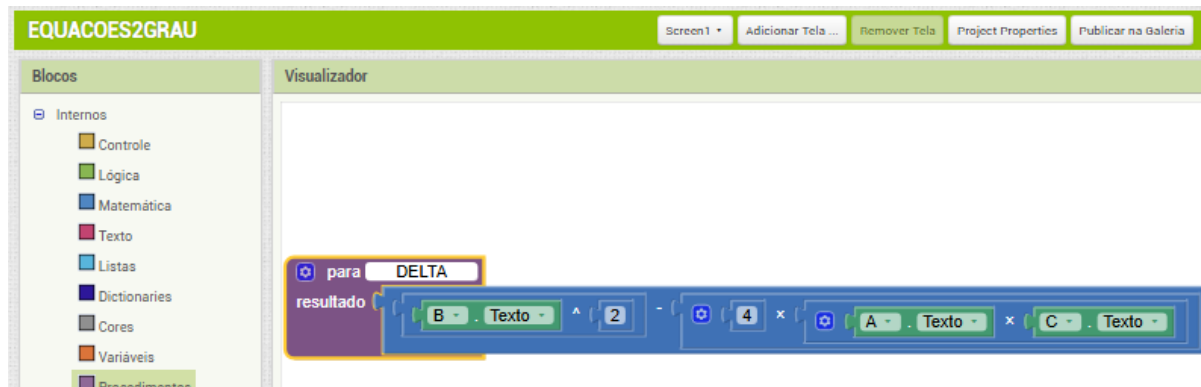 EQUACOES2GRAU
Screen1 Adicionar Tela ... Remover Tela Project Properties Publicar na Galeria
Blocos
Visualizador
Internos
Controle
Lógica
Matemática
Texto
Listas
Dictionaries
Cores
Variáveis
Procedimentos
para DELTA
resultado B . Texto ^ 2 - 4 × A . Texto × C . Texto